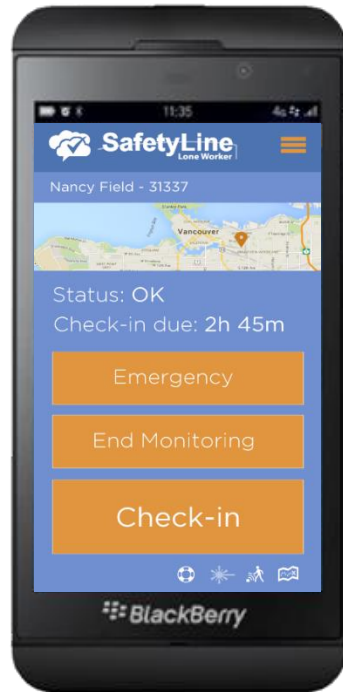 11:35
4G
SafetyLine
Lone Worker
Nancy Field - 31337
Vancouver
Status: OK
Check-in due: 2h 45m
Emergency
End Monitoring
Check-in
BlackBerry